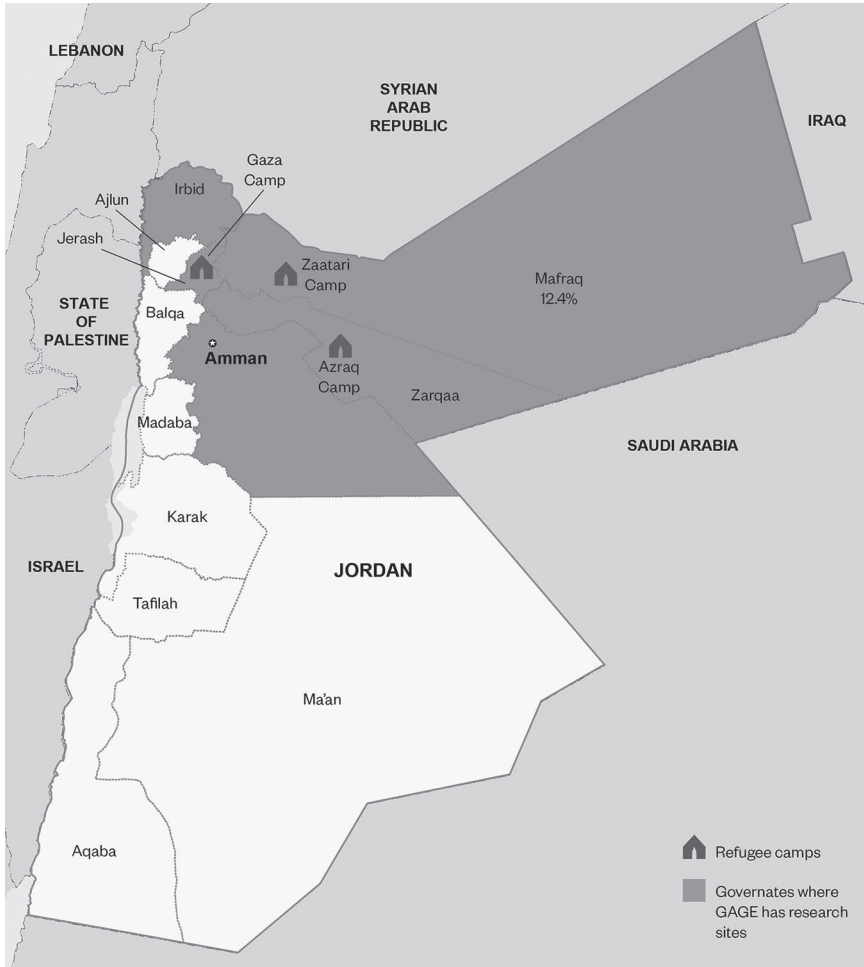 LEBANON
SYRIAN
ARAB
REPUBLIC
IRAQ
Gaza
Camp
Irbid
Ajlun
Jerash
Zaatari
Camp
Mafraq
12.4%
STATE
OF
PALESTINE
Balqa
Amman
Azraq
Camp
Zarqaa
Madaba
SAUDI ARABIA
Karak
ISRAEL
JORDAN
Tafilah
Ma'an
Aqaba
Refugee camps
Governates where
GAGE has research
sites